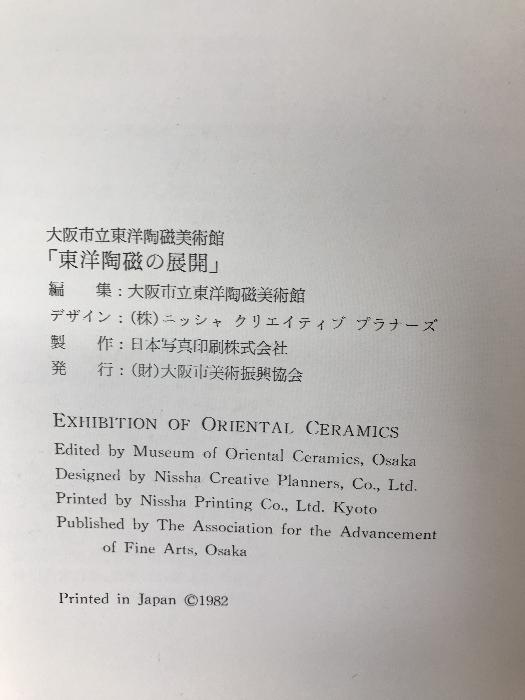 大阪市立東洋陶磁美術館
「東洋陶磁の展開」
編　集：大阪市立東洋陶磁美術館
デザイン：(株)ニッシャ クリエイティブ プラナーズ
製　作：日本写真印刷株式会社
発　行：(財)大阪市美術振興協会
EXHIBITION OF ORIENTAL CERAMICS
Edited by Museum of Oriental Ceramics, Osaka
Designed by Nissha Creative Planners, Co., Ltd.
Printed by Nissha Printing Co., Ltd. Kyoto
Published by The Association for the Advancement
of Fine Arts, Osaka
Printed in Japan ©1982